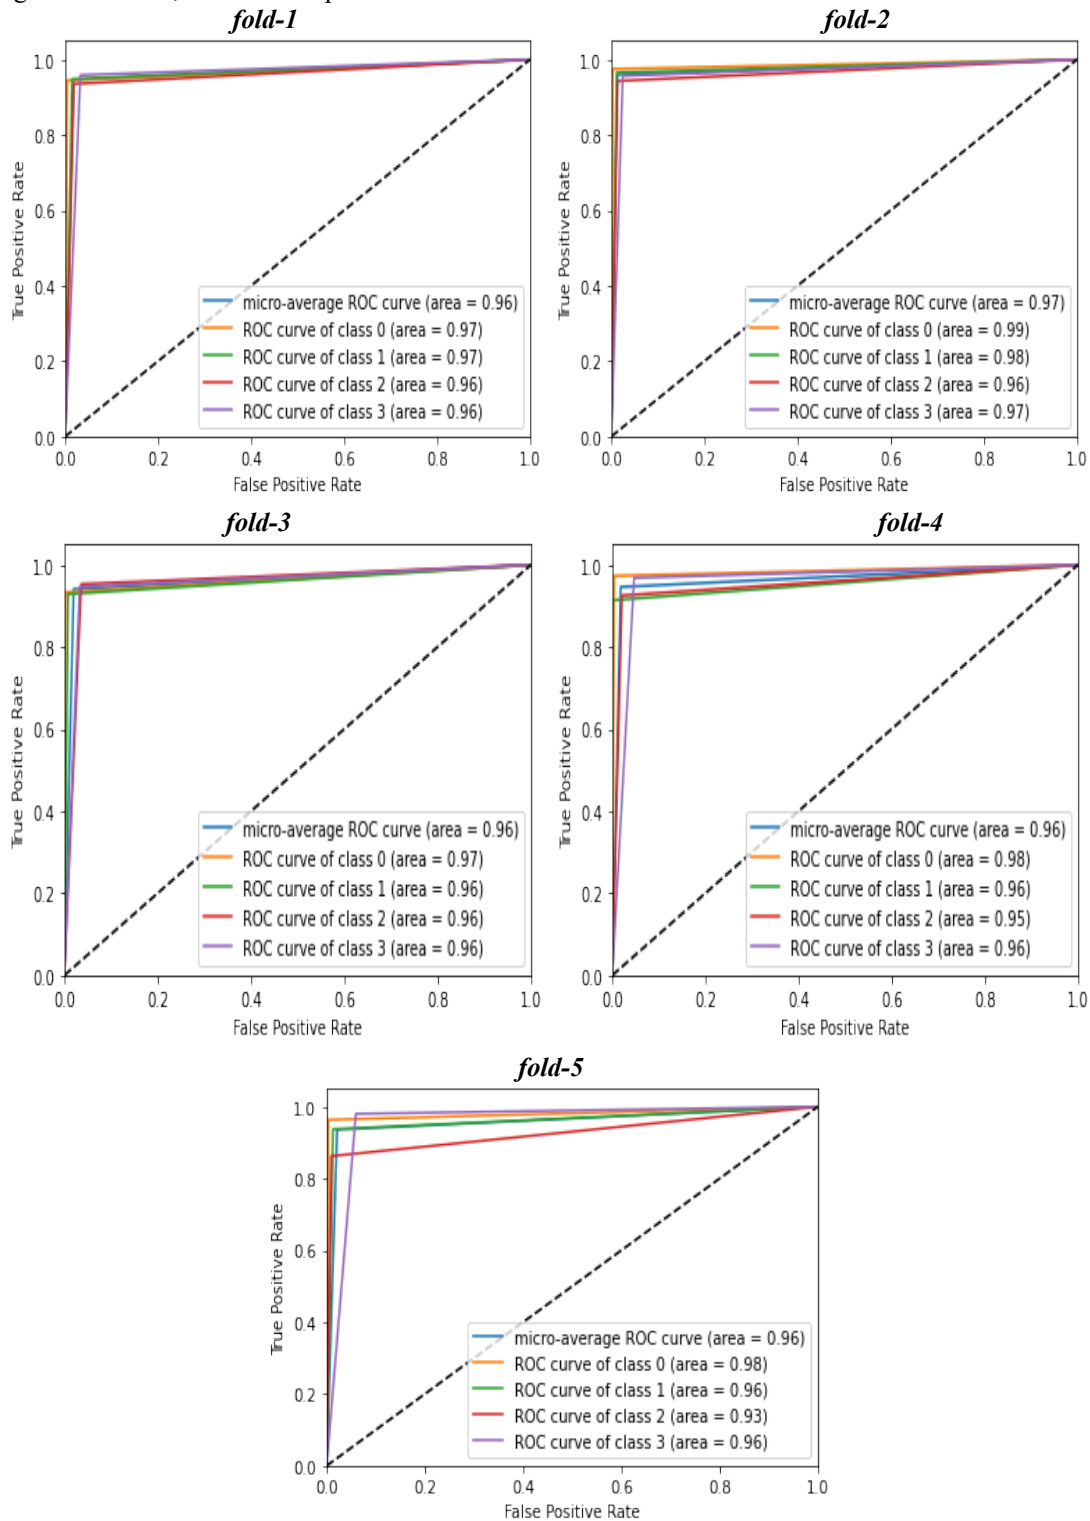 fold-1
1.0
0.8
0.6
0.4
0.2
0.0
True Positive Rate
micro-average ROC curve (area = 0.96)
ROC curve of class 0 (area = 0.97)
ROC curve of class 1 (area = 0.97)
ROC curve of class 2 (area = 0.96)
ROC curve of class 3 (area = 0.96)
0.0 0.2 0.4 0.6 0.8 1.0
False Positive Rate
fold-2
1.0
0.8
0.6
0.4
0.2
0.0
True Positive Rate
micro-average ROC curve (area = 0.97)
ROC curve of class 0 (area = 0.99)
ROC curve of class 1 (area = 0.98)
ROC curve of class 2 (area = 0.96)
ROC curve of class 3 (area = 0.97)
0.0 0.2 0.4 0.6 0.8 1.0
False Positive Rate
fold-3
1.0
0.8
0.6
0.4
0.2
0.0
True Positive Rate
micro-average ROC curve (area = 0.96)
ROC curve of class 0 (area = 0.97)
ROC curve of class 1 (area = 0.96)
ROC curve of class 2 (area = 0.96)
ROC curve of class 3 (area = 0.96)
0.0 0.2 0.4 0.6 0.8 1.0
False Positive Rate
fold-4
1.0
0.8
0.6
0.4
0.2
0.0
True Positive Rate
micro-average ROC curve (area = 0.96)
ROC curve of class 0 (area = 0.98)
ROC curve of class 1 (area = 0.96)
ROC curve of class 2 (area = 0.95)
ROC curve of class 3 (area = 0.96)
0.0 0.2 0.4 0.6 0.8 1.0
False Positive Rate
fold-5
1.0
0.8
0.6
0.4
0.2
0.0
True Positive Rate
micro-average ROC curve (area = 0.96)
ROC curve of class 0 (area = 0.98)
ROC curve of class 1 (area = 0.96)
ROC curve of class 2 (area = 0.93)
ROC curve of class 3 (area = 0.96)
0.0 0.2 0.4 0.6 0.8 1.0
False Positive Rate